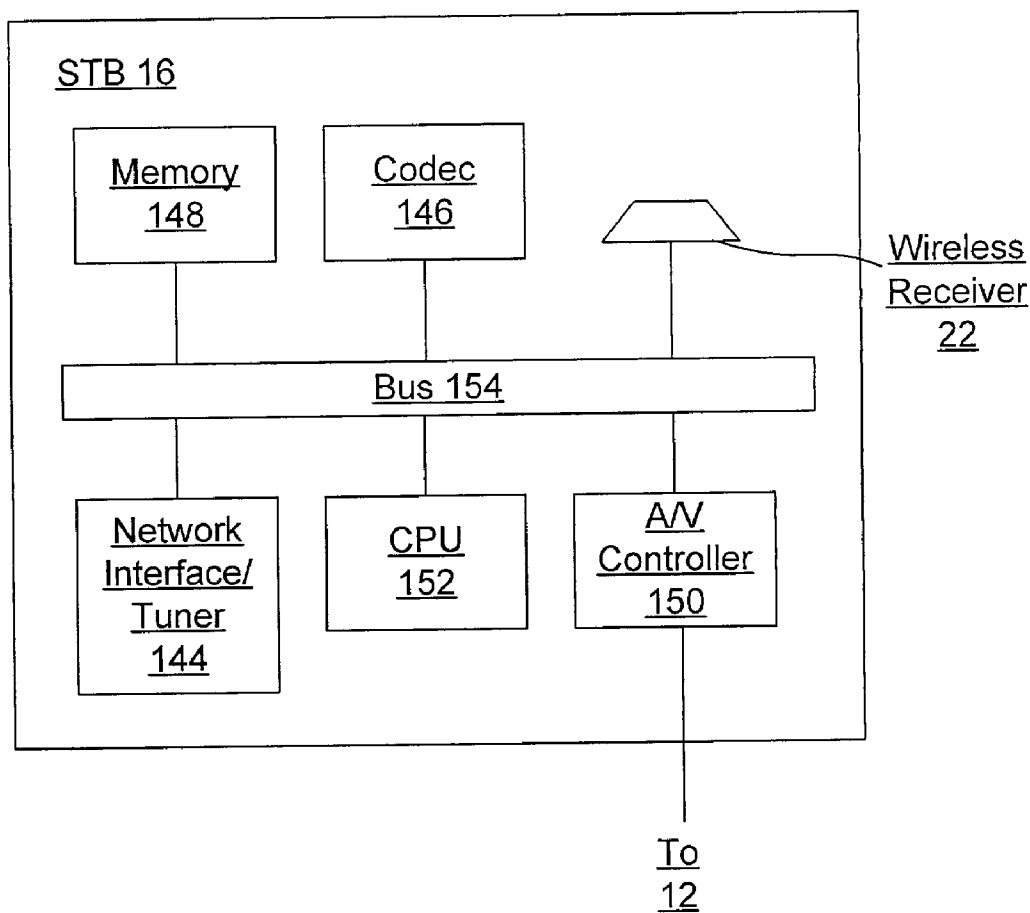 STB 16
Memory
148
Codec
146
Wireless
Receiver
22
Bus 154
Network
Interface/
Tuner
144
CPU
152
A/V
Controller
150
To
12